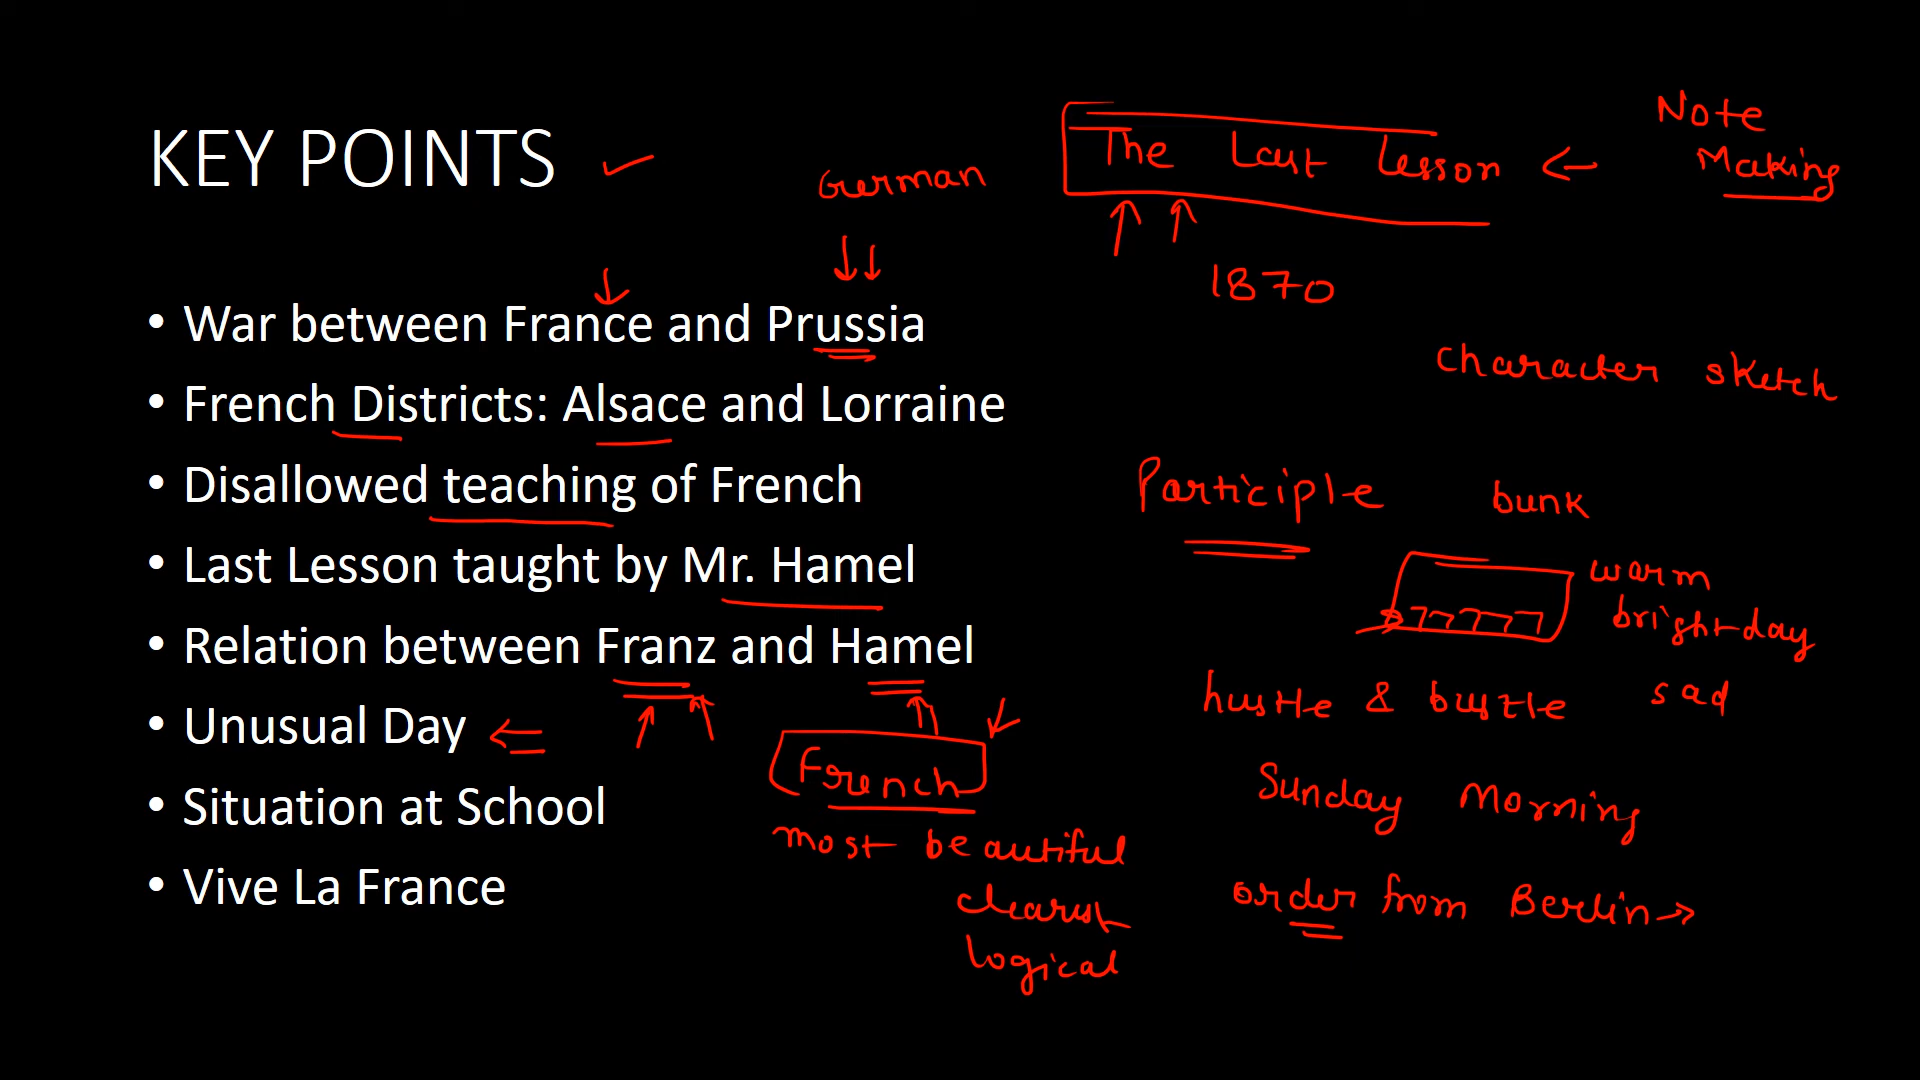 KEY POINTS
German
The Last Lesson
Note
Making
1870
• War between France and Prussia
character sketch
• French Districts: Alsace and Lorraine
• Disallowed teaching of French
Participle bunk
• Last Lesson taught by Mr. Hamel
warm
bright day
• Relation between Franz and Hamel
hustle & bustle sad
• Unusual Day
French
• Situation at School
Sunday Morning
most beautiful
• Vive La France
clearest
order from Berlin
logical